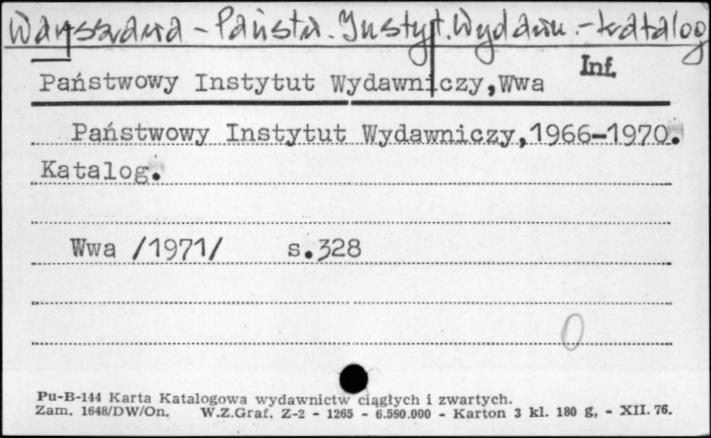 Warszawa - Państw. Instyt. Wydawn. - katalog
Inf.
Państwowy Instytut Wydawniczy,Wwa
Państwowy Instytut Wydawniczy,1966-1970.
Katalog.
Wwa /1971/ s.328
0
Pu-B-144 Karta Katalogowa wydawnictw ciągłych i zwartych.
Zam. 1648/DW/On. W.Z.Graf. Z-2 - 1265 - 6.590.000 - Karton 3 kl. 180 g, - XII. 76.